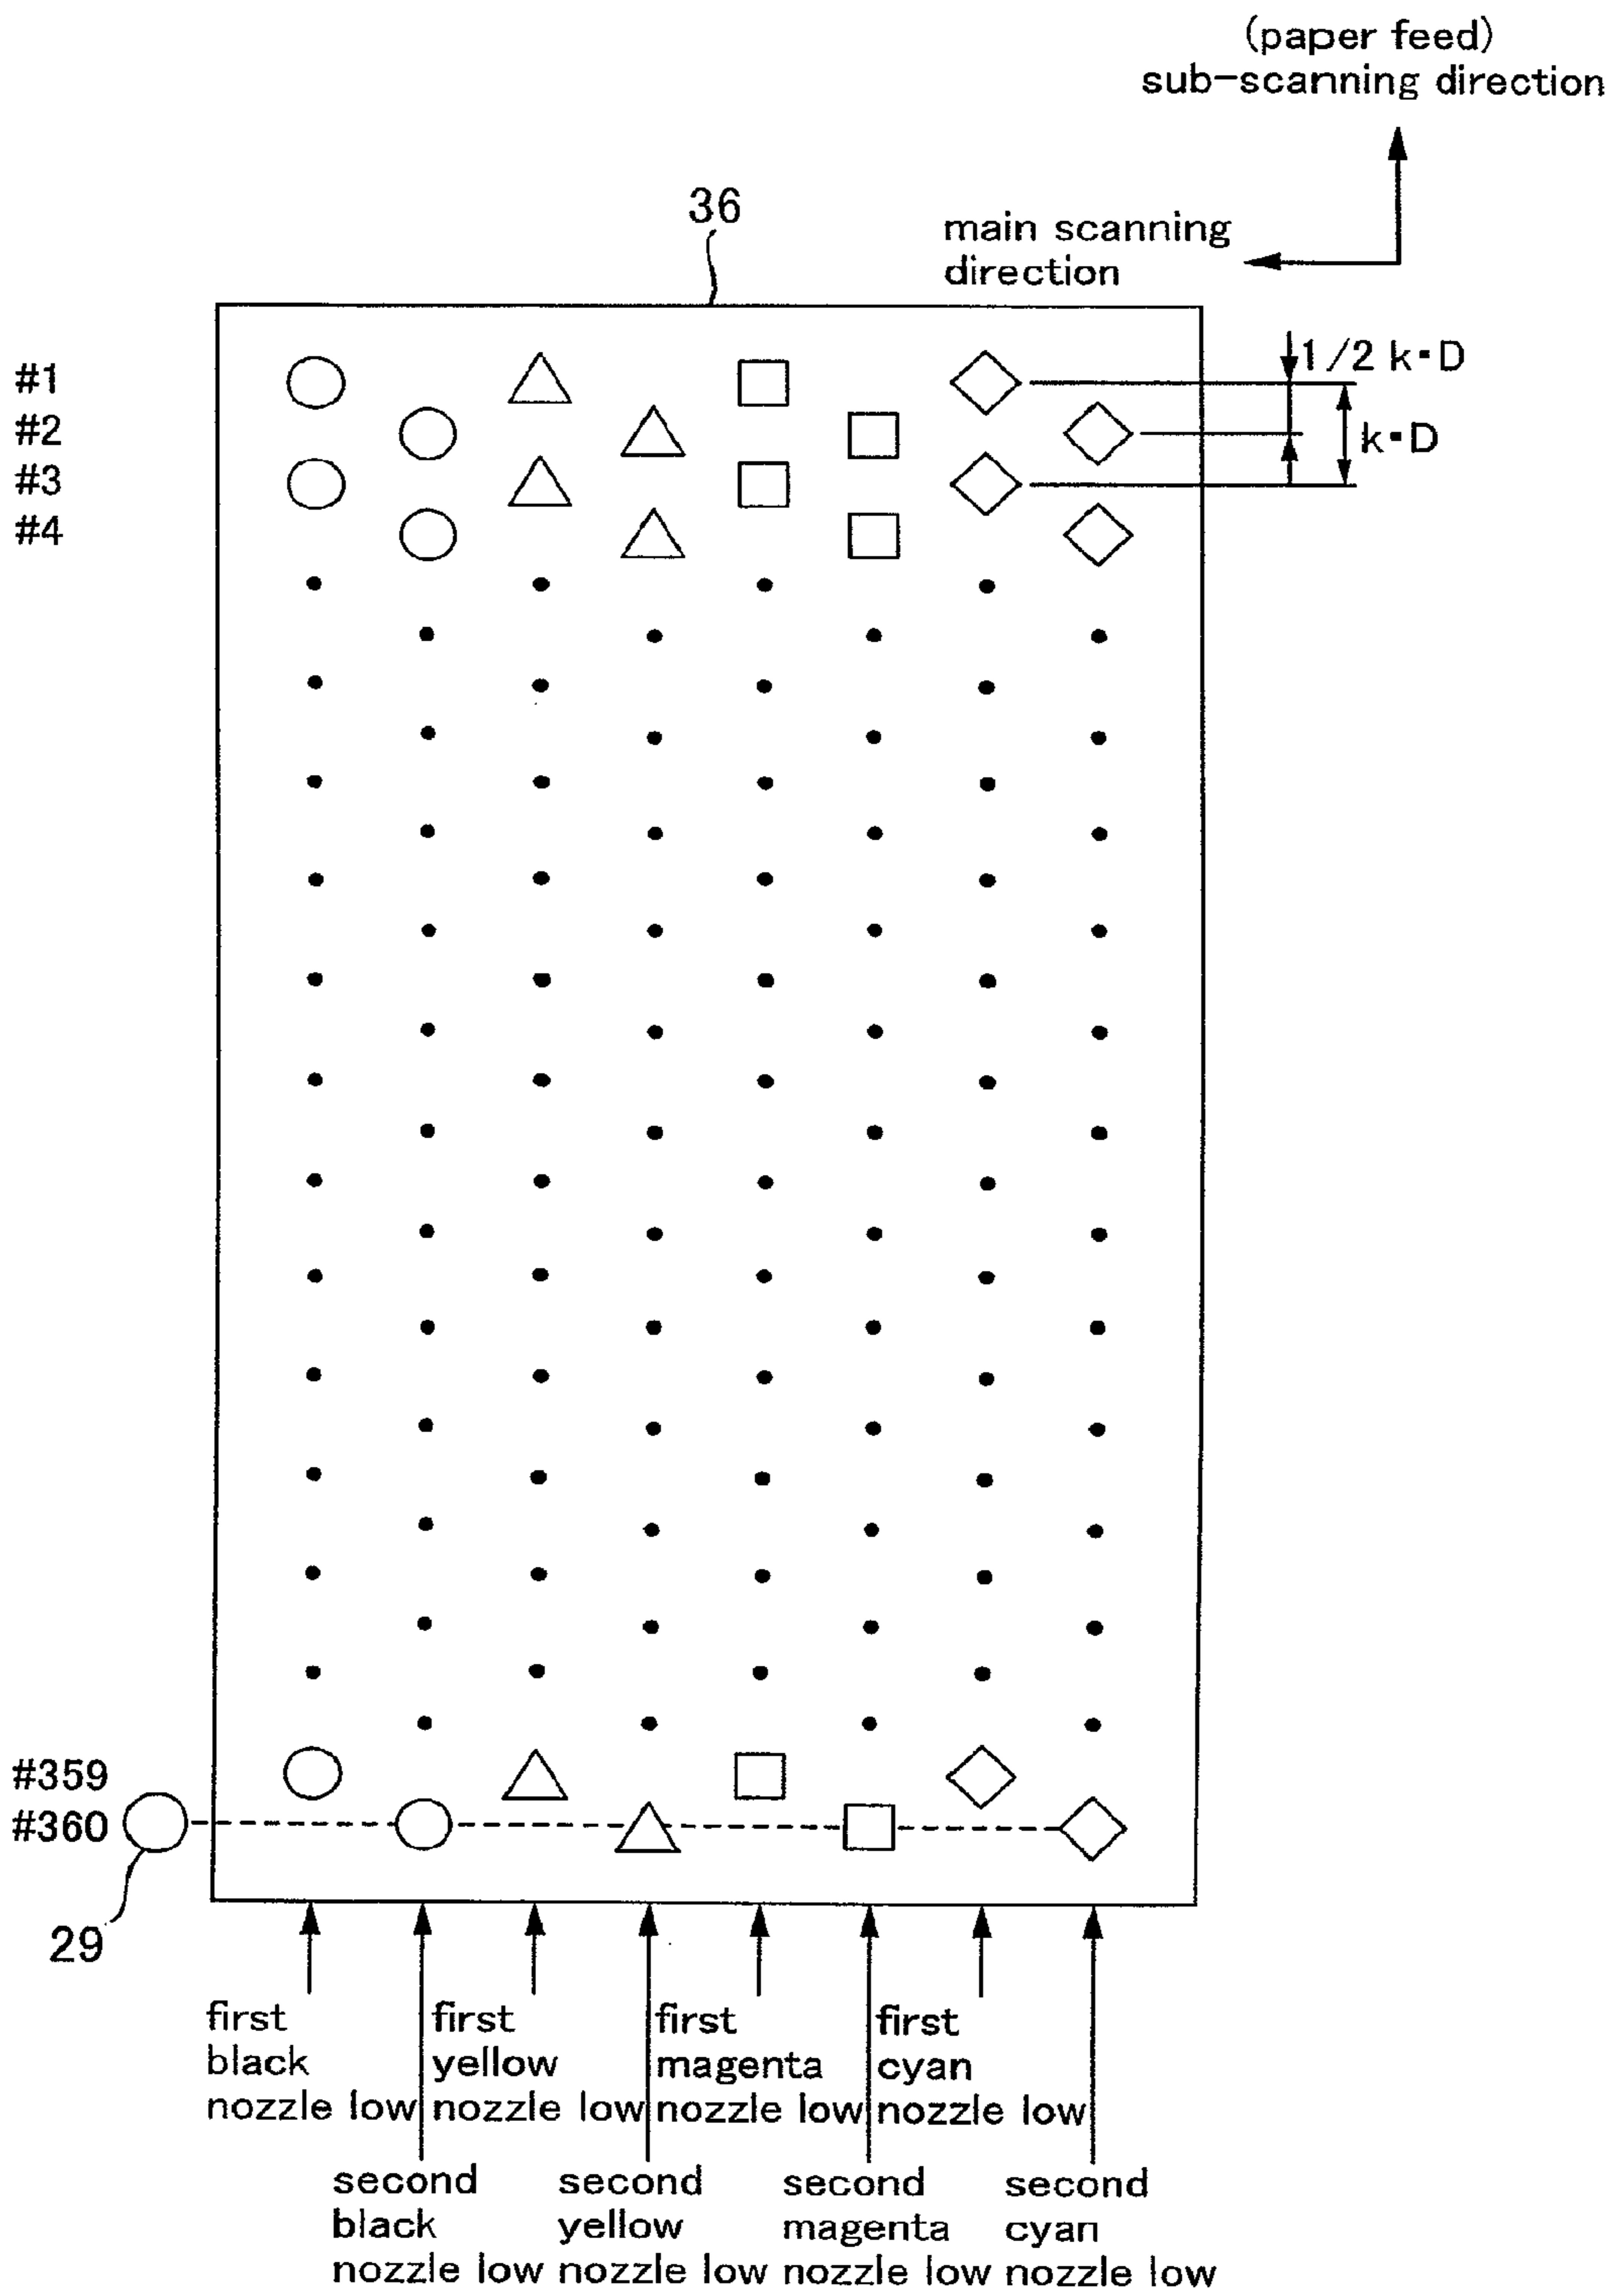 (paper feed)
sub-scanning direction
36
main scanning
direction
#1
1/2 k·D
#2
k·D
#3
#4
#359
#360
29
first
black
nozzle low
first
yellow
nozzle low
first
magenta
nozzle low
first
cyan
nozzle low
second
black
nozzle low
second
yellow
nozzle low
second
magenta
nozzle low
second
cyan
nozzle low